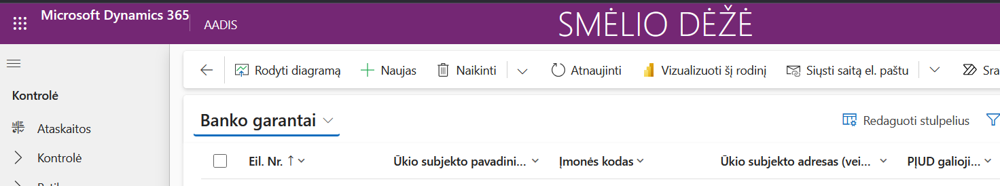 Microsoft Dynamics 365
AADIS
SMĖLIO DĖŽĖ
Rodyti diagramą
Naujas
Naikinti
Atnaujinti
Vizualizuoti šį rodinį
Siųsti saitą el. paštu
Sra
Kontrolė
Ataskaitos
Kontrolė
Banko garantai
Redaguoti stulpelius
Eil. Nr. ↑
Ūkio subjekto pavadini...
Įmonės kodas
Ūkio subjekto adresas (vei...
PĮUD galioji...